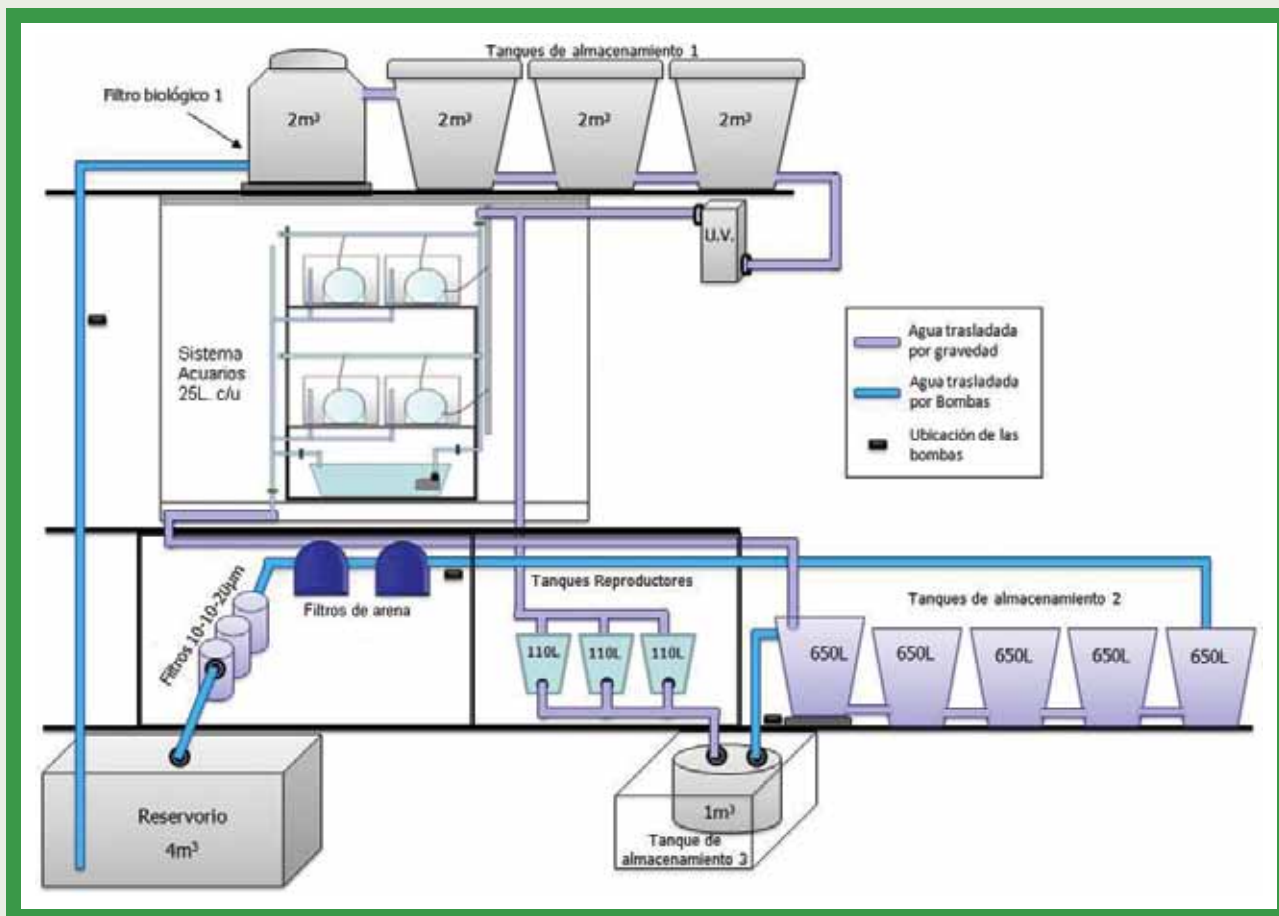 Tanques de almacenamiento 1
Filtro biológico 1
2m³
2m³
2m³
2m³
U.V.
Sistema
Acuarios
25L. c/u
Agua trasladada
por gravedad
Agua trasladada
por Bombas
Ubicación de las
bombas
Filtros 10-10-20µm
Filtros de arena
Tanques Reproductores
110L
110L
110L
Tanques de almacenamiento 2
650L
650L
650L
650L
650L
Reservorio
4m³
1m³
Tanque de
almacenamiento 3